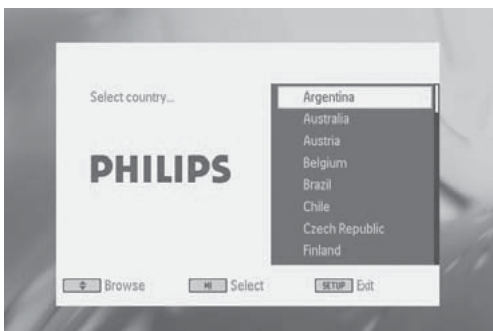 Select country...
PHILIPS
Argentina
Australia
Austria
Belgium
Brazil
Chile
Czech Republic
Finland
Browse
Select
SETUP Exit